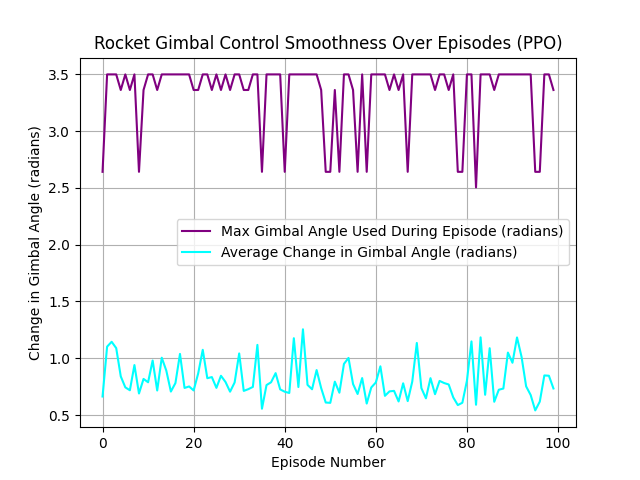 Rocket Gimbal Control Smoothness Over Episodes (PPO)
Change in Gimbal Angle (radians)
3.5
3.0
2.5
2.0
1.5
1.0
0.5
Max Gimbal Angle Used During Episode (radians)
Average Change in Gimbal Angle (radians)
0 20 40 60 80 100
Episode Number